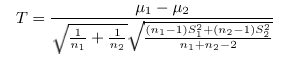 T = \frac{\mu_1 - \mu_2}{\sqrt{\frac{1}{n_1} + \frac{1}{n_2}} \sqrt{\frac{(n_1-1)S_1^2 + (n_2-1)S_2^2}{n_1+n_2-2}}}